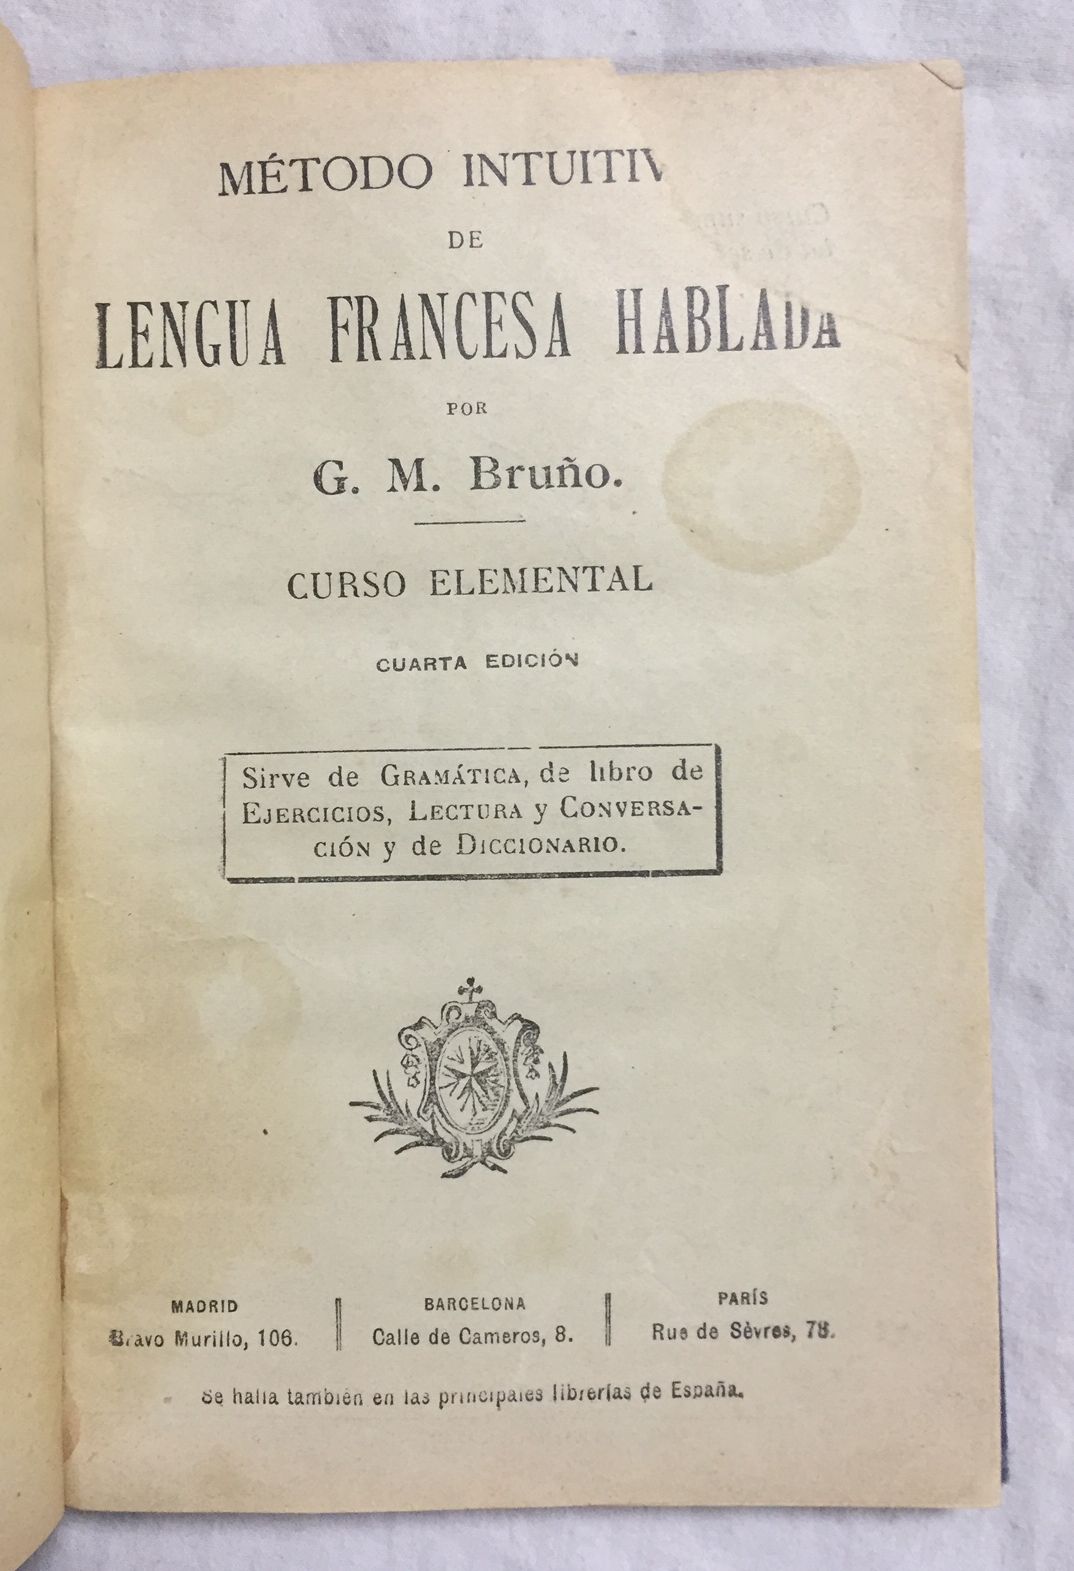 MÉTODO INTUITIV
DE
LENGUA FRANCESA HABLADA
POR
G. M. Bruño.
CURSO ELEMENTAL
CUARTA EDICIÓN
Sirve de GRAMÁTICA, de libro de
EJERCICIOS, LECTURA y CONVERSA-
CIÓN y de DICCIONARIO.
MADRID
Bravo Murillo, 106.
BARCELONA
Calle de Cameros, 8.
PARÍS
Rue de Sèvres, 78.
Se halla también en las principales librerías de España.